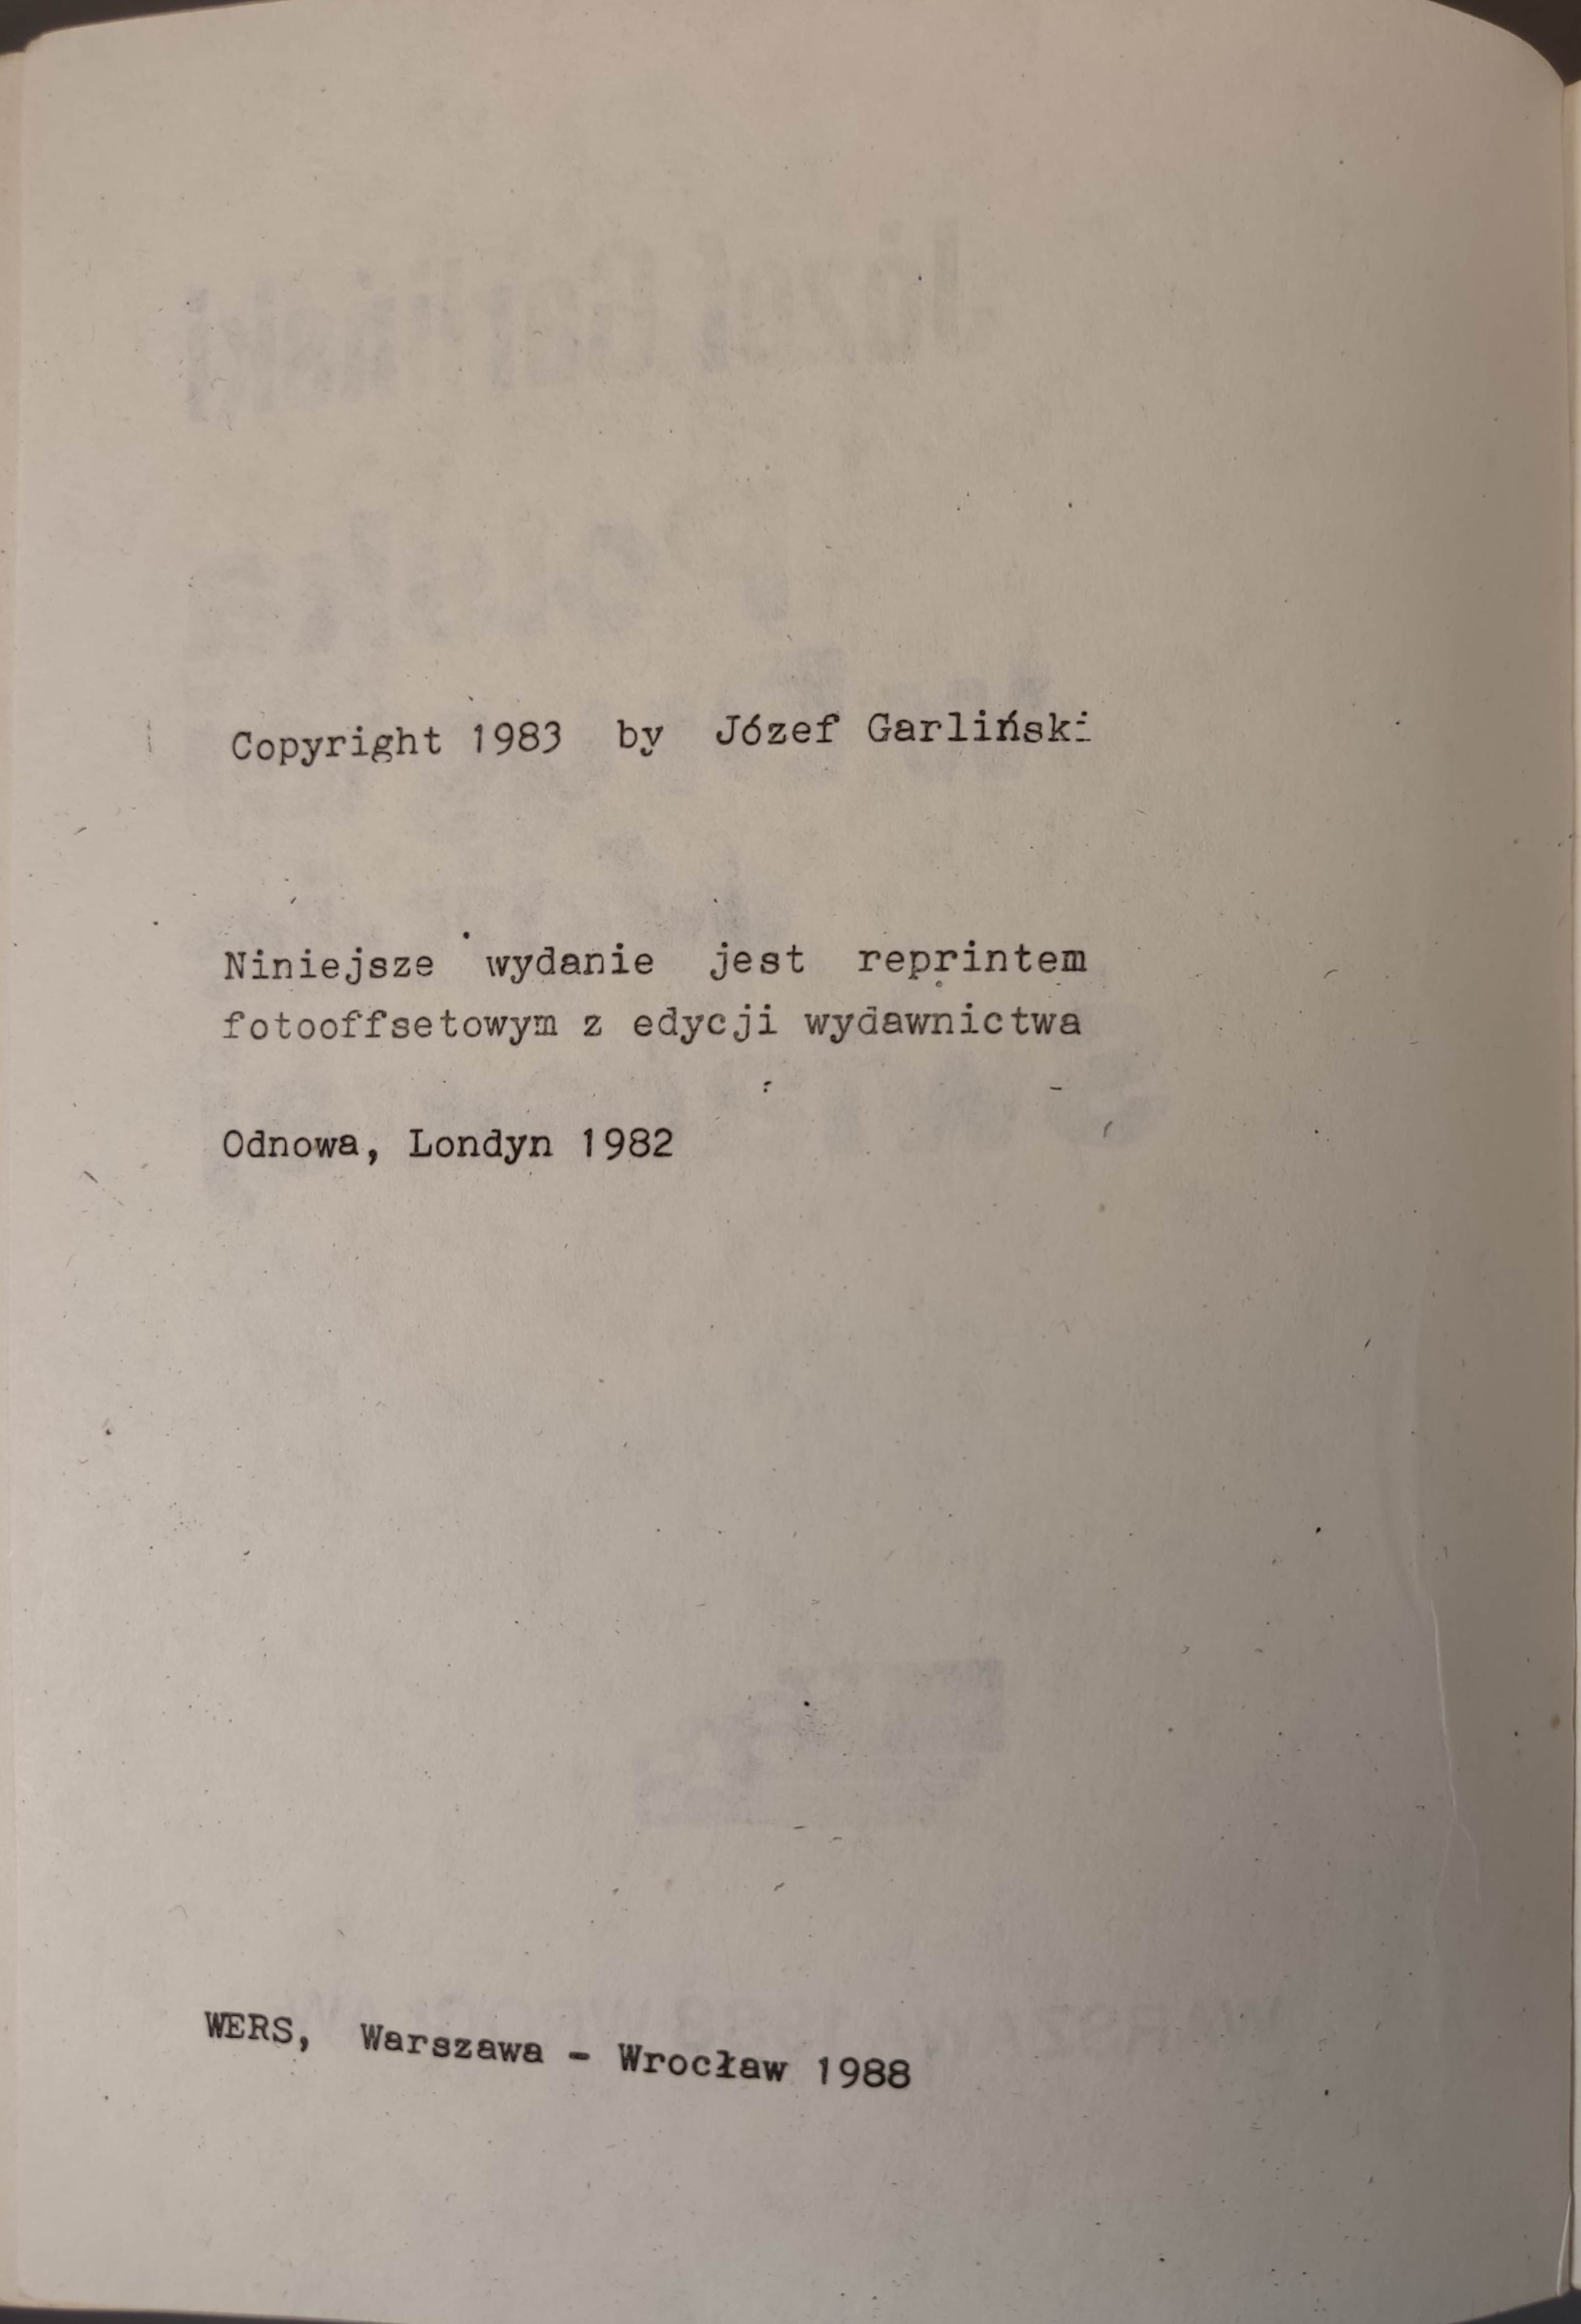 Copyright 1983 by Józef Garliński
Niniejsze wydanie jest reprintem
fotooffsetowym z edycji wydawnictwa
Odnowa, Londyn 1982
WERS, Warszawa - Wrocław 1988